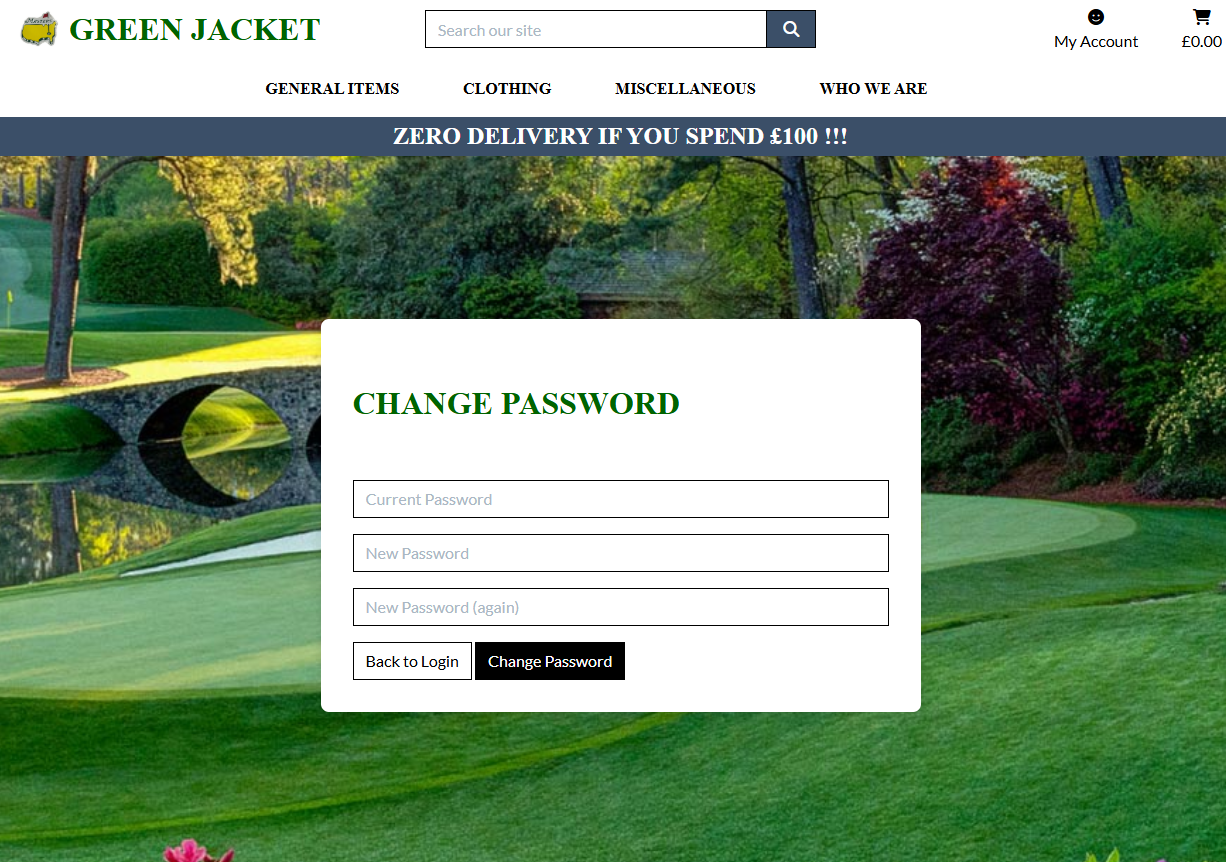 GREEN JACKET
Search our site
My Account
£0.00
GENERAL ITEMS
CLOTHING
MISCELLANEOUS
WHO WE ARE
ZERO DELIVERY IF YOU SPEND £100 !!!
CHANGE PASSWORD
Current Password
New Password
New Password (again)
Back to Login
Change Password